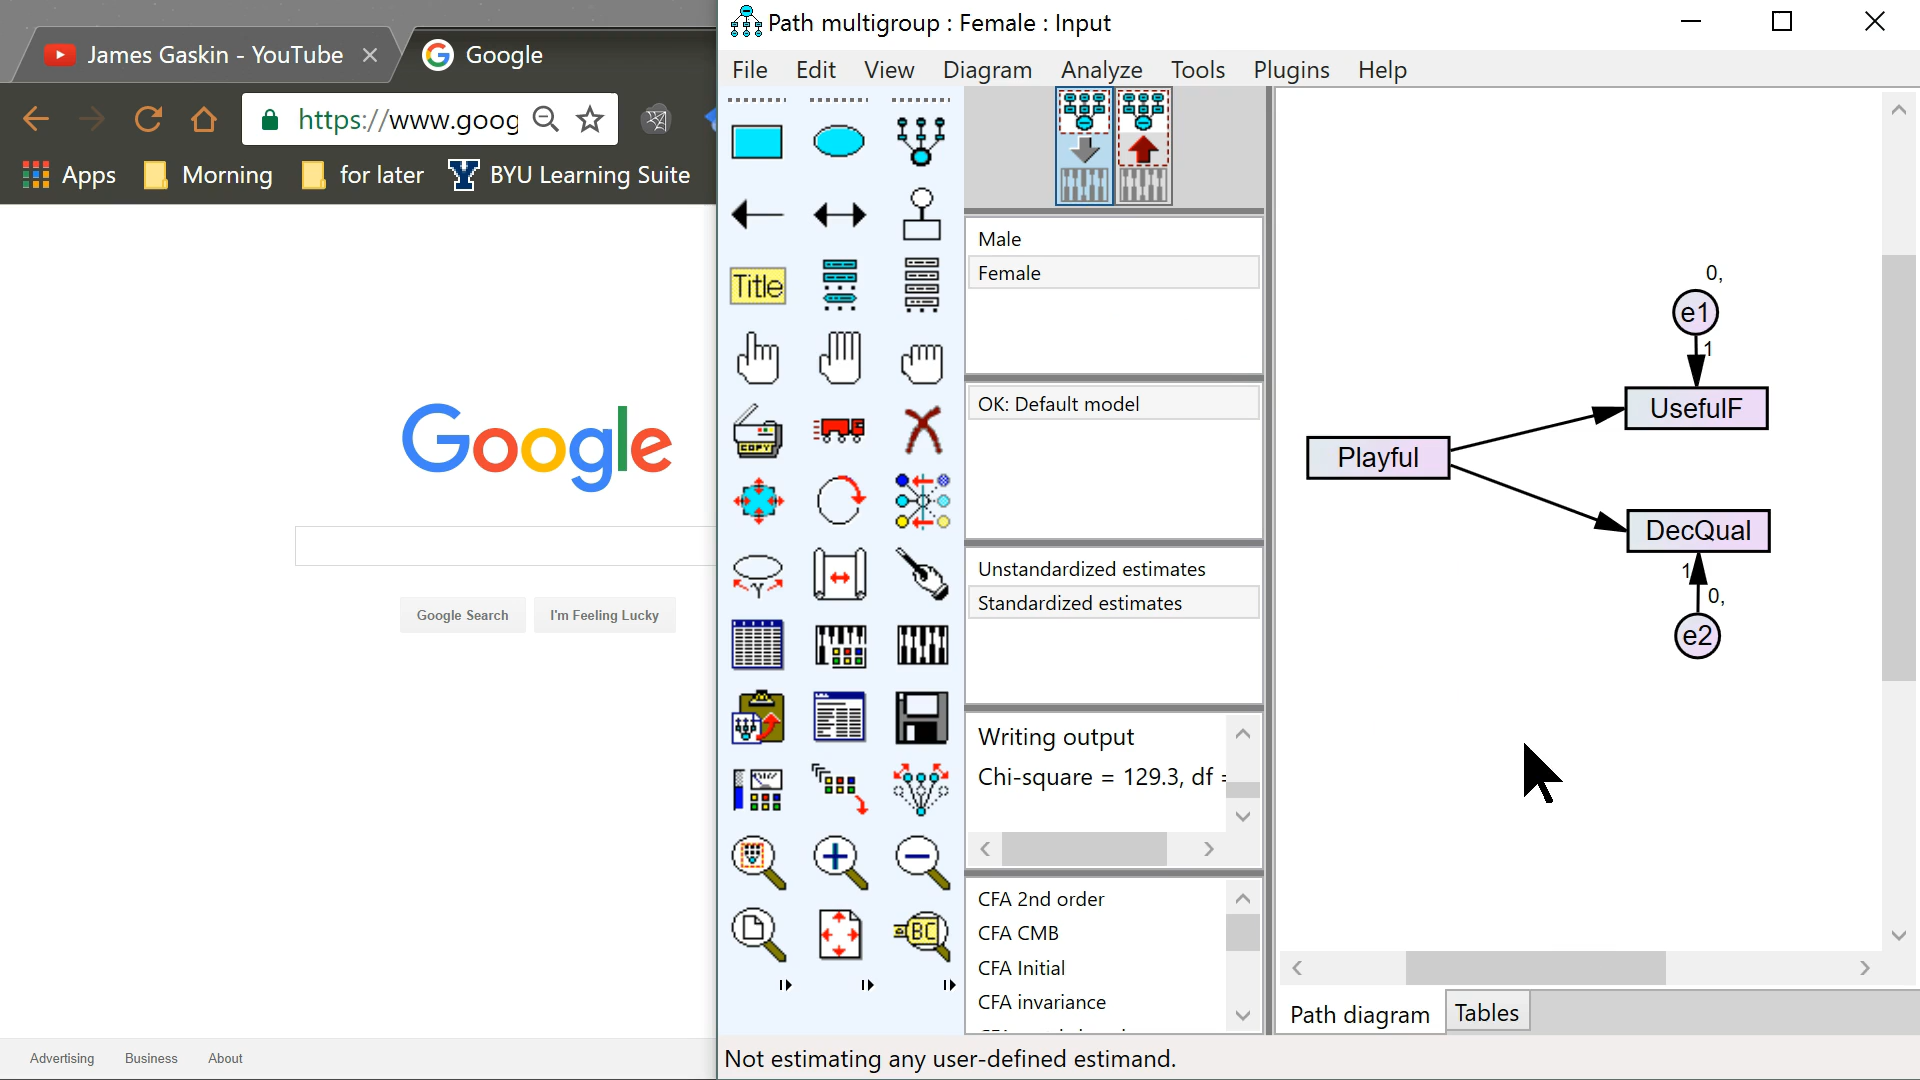 James Gaskin - YouTube
Google
https://www.goog
Apps
Morning
for later
BYU Learning Suite
Google
Google Search
I'm Feeling Lucky
Advertising
Business
About
Path multigroup : Female : Input
File
Edit
View
Diagram
Analyze
Tools
Plugins
Help
Title
COPY
BC
Male
Female
OK: Default model
Unstandardized estimates
Standardized estimates
Writing output
Chi-square = 129.3, df =
CFA 2nd order
CFA CMB
CFA Initial
CFA invariance
0,
e1
1
UsefulF
Playful
DecQual
1
0,
e2
Path diagram
Tables
Not estimating any user-defined estimand.